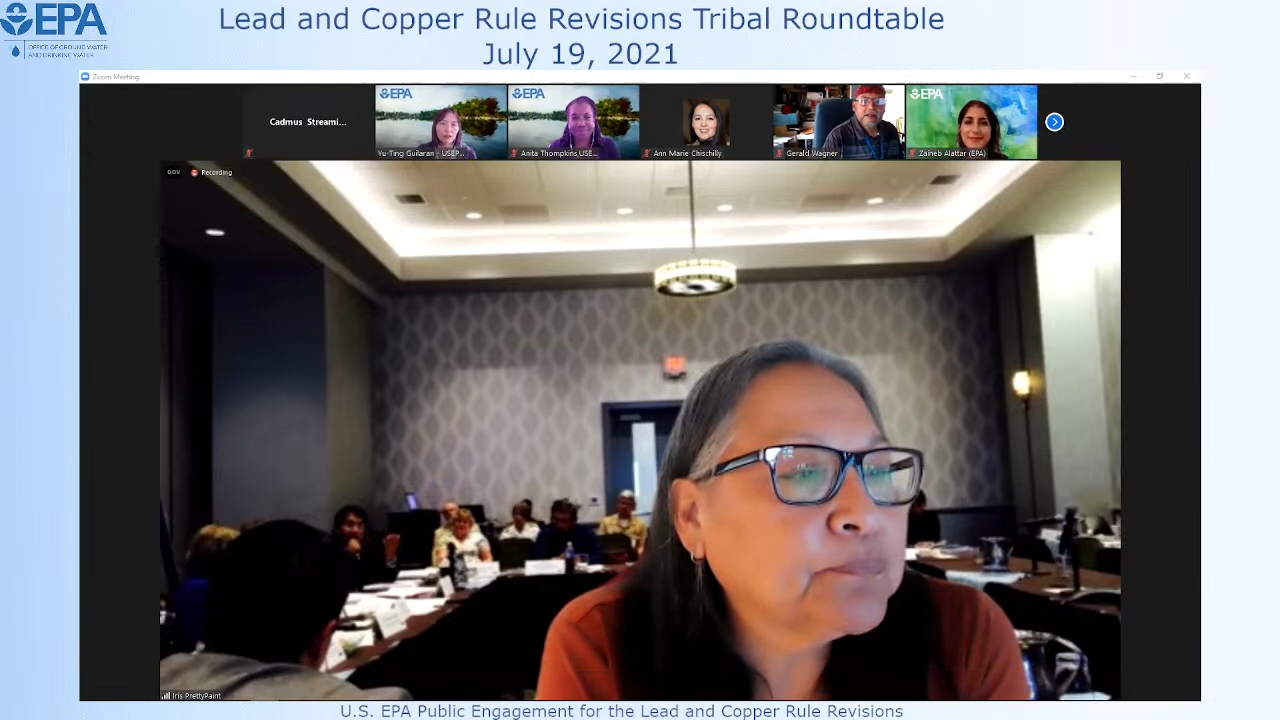 EPA
OFFICE OF GROUND WATER
AND DRINKING WATER
Lead and Copper Rule Revisions Tribal Roundtable
July 19, 2021
Zoom Meeting
Cadmus Streami...
EPA
Yu-Ting Guilaran - USEP...
EPA
Anita Thompkins,USE...
Ann Marie Chischilly
Gerald Wagner
EPA
Zaineb Alattar (EPA)
GOV
Recording
Iris PrettyPaint
U.S. EPA Public Engagement for the Lead and Copper Rule Revisions